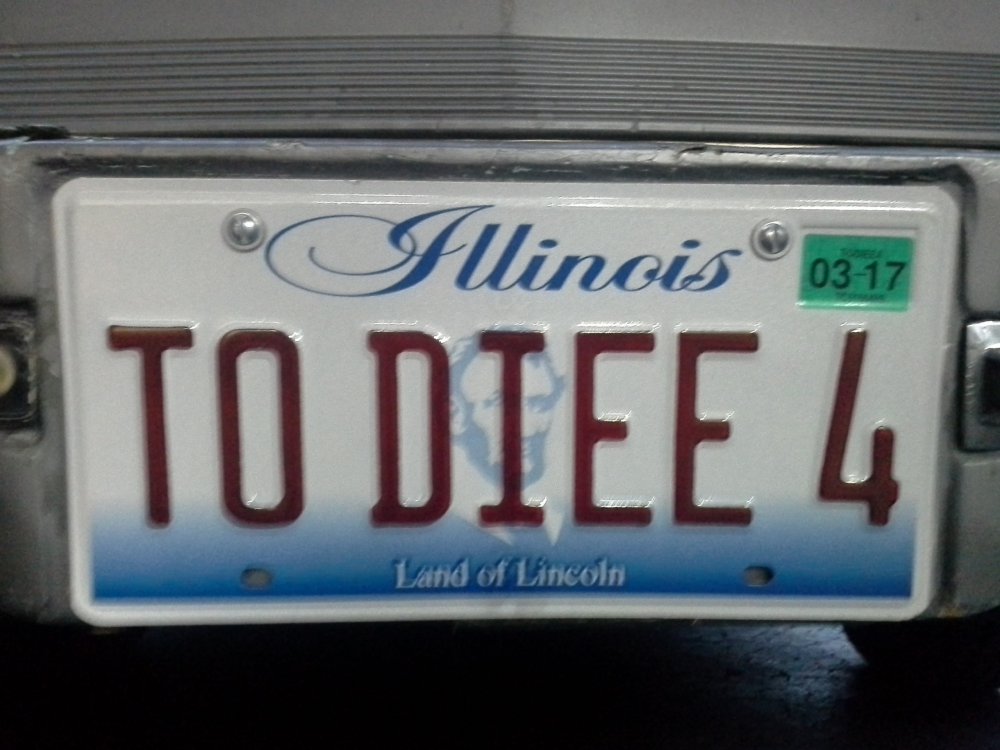 Illinois
03-17
TO DIEE 4
Land of Lincoln